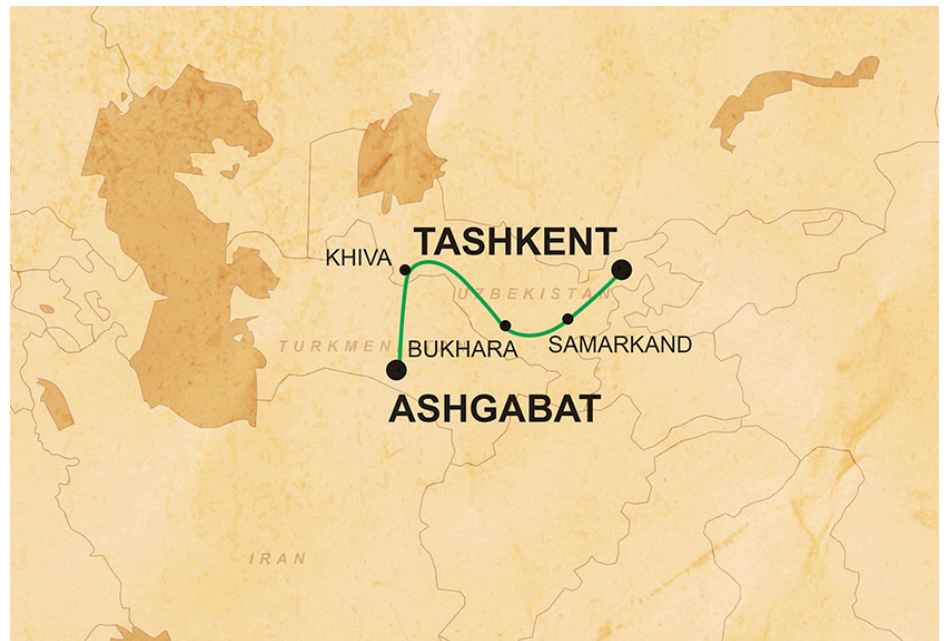 TASHKENT
KHIVA
UZBEKISTAN
TURKMEN
BUKHARA
SAMARKAND
ASHGABAT
IRAN